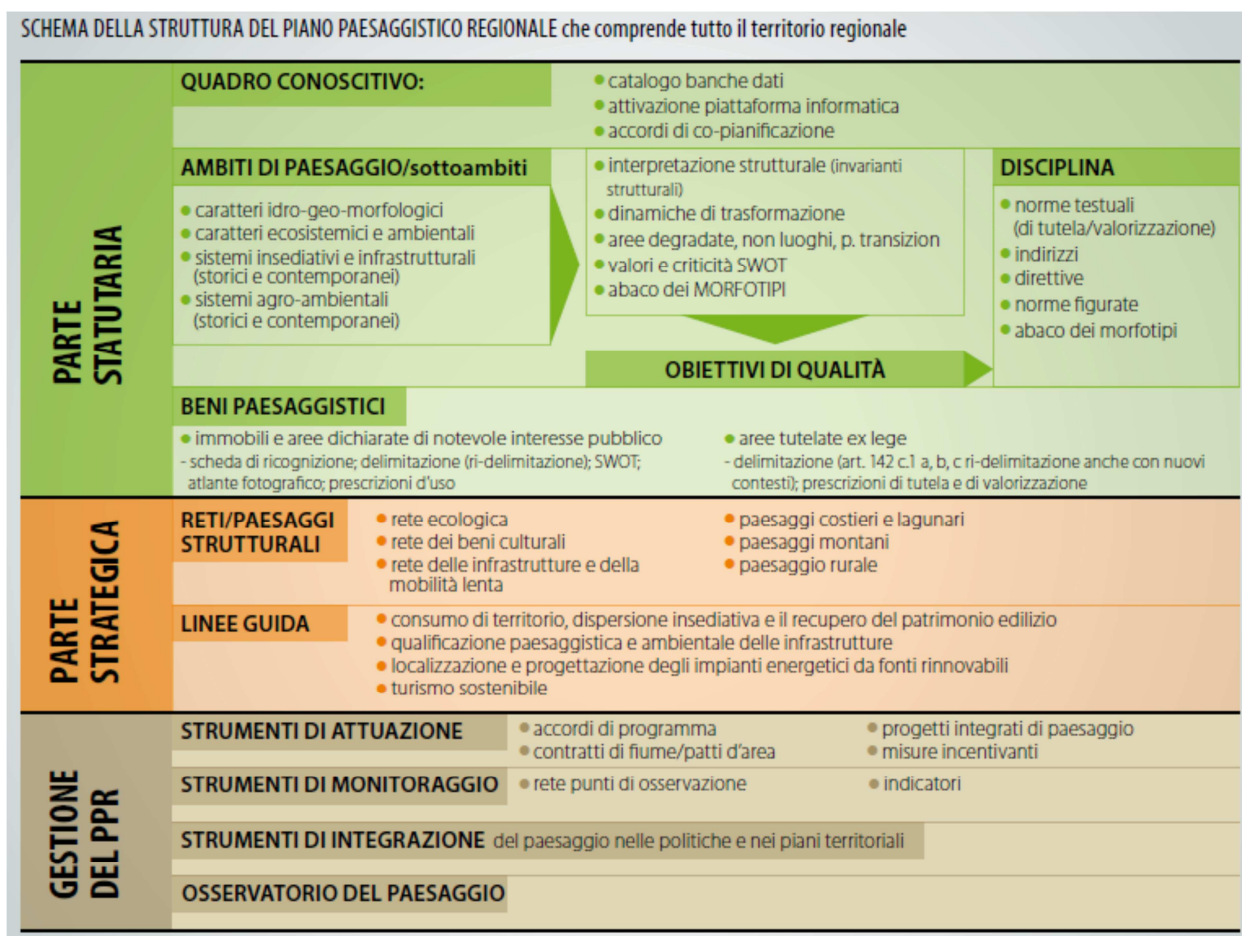 SCHEMA DELLA STRUTTURA DEL PIANO PAESAGGISTICO REGIONALE che comprende tutto il territorio regionale
PARTE
STATUTARIA
QUADRO CONOSCITIVO:
• catalogo banche dati
• attivazione piattaforma informatica
• accordi di co-pianificazione
AMBITI DI PAESAGGIO/sottoambiti
• caratteri idro-geo-morfologici
• caratteri ecosistemici e ambientali
• sistemi insediativi e infrastrutturali
(storici e contemporanei)
• sistemi agro-ambientali
(storici e contemporanei)
• interpretazione strutturale (invarianti
strutturali)
• dinamiche di trasformazione
• aree degradate, non luoghi, p. transizion
• valori e criticità SWOT
• abaco dei MORFOTIPI
OBIETTIVI DI QUALITÀ
DISCIPLINA
• norme testuali
(di tutela/valorizzazione)
• indirizzi
• direttive
• norme figurate
• abaco dei morfotipi
BENI PAESAGGISTICI
• immobili e aree dichiarate di notevole interesse pubblico
- scheda di ricognizione; delimitazione (ri-delimitazione); SWOT;
atlante fotografico; prescrizioni d'uso
• aree tutelate ex lege
- delimitazione (art. 142 c.1 a, b, c ri-delimitazione anche con nuovi
contesti); prescrizioni di tutela e di valorizzazione
PARTE
STRATEGICA
RETI/PAESAGGI
STRUTTURALI
• rete ecologica
• rete dei beni culturali
• rete delle infrastrutture e della
mobilità lenta
• paesaggi costieri e lagunari
• paesaggi montani
• paesaggio rurale
LINEE GUIDA
• consumo di territorio, dispersione insediativa e il recupero del patrimonio edilizio
• qualificazione paesaggistica e ambientale delle infrastrutture
• localizzazione e progettazione degli impianti energetici da fonti rinnovabili
• turismo sostenibile
GESTIONE
DEL PPR
STRUMENTI DI ATTUAZIONE
• accordi di programma
• contratti di fiume/patti d'area
• progetti integrati di paesaggio
• misure incentivanti
STRUMENTI DI MONITORAGGIO
• rete punti di osservazione
• indicatori
STRUMENTI DI INTEGRAZIONE del paesaggio nelle politiche e nei piani territoriali
OSSERVATORIO DEL PAESAGGIO